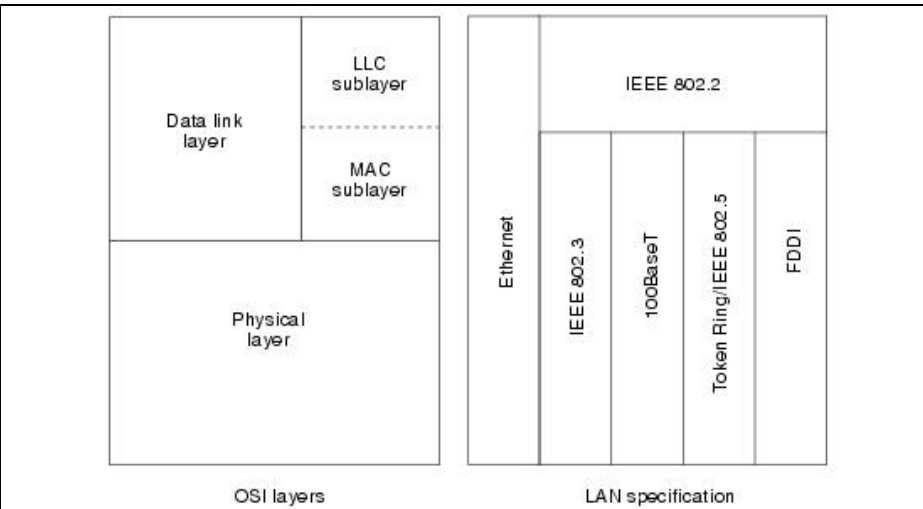 LLC
sublayer
Data link
layer
MAC
sublayer
Physical
layer
OSI layers
IEEE 802.2
Ethernet
IEEE 802.3
100BaseT
Token Ring/IEEE 802.5
FDDI
LAN specification